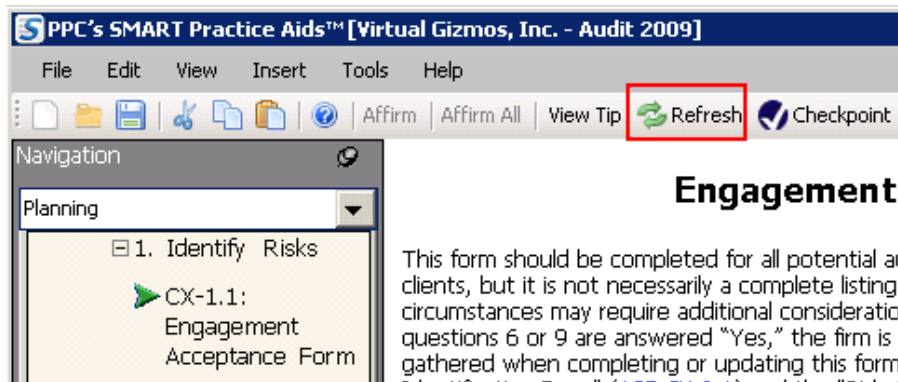 PPC's SMART Practice Aids™ [Virtual Gizmos, Inc. - Audit 2009]
File Edit View Insert Tools Help
Affirm Affirm All View Tip Refresh Checkpoint
Navigation
Planning
1. Identify Risks
CX-1.1:
Engagement
Acceptance Form
Engagement
This form should be completed for all potential au
clients, but it is not necessarily a complete listing
circumstances may require additional consideratio
questions 6 or 9 are answered "Yes," the firm is
gathered when completing or updating this form